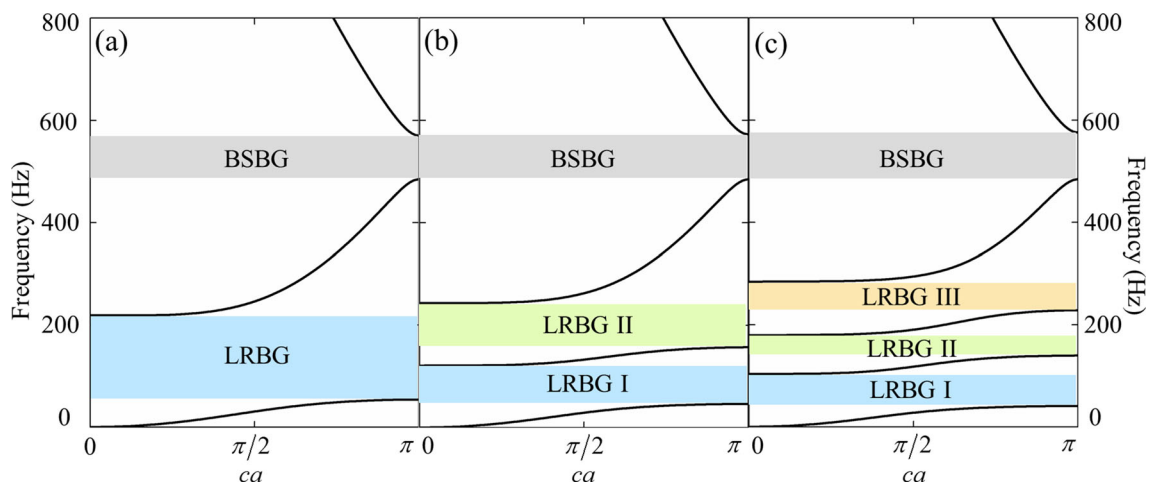 (a)
800
600
400
200
0
Frequency (Hz)
BSBG
LRBG
0
π/2
π
ca
(b)
BSBG
LRBG II
LRBG I
0
π/2
π
ca
(c)
BSBG
LRBG III
LRBG II
LRBG I
0
π/2
π
ca
800
600
400
200
0
Frequency (Hz)